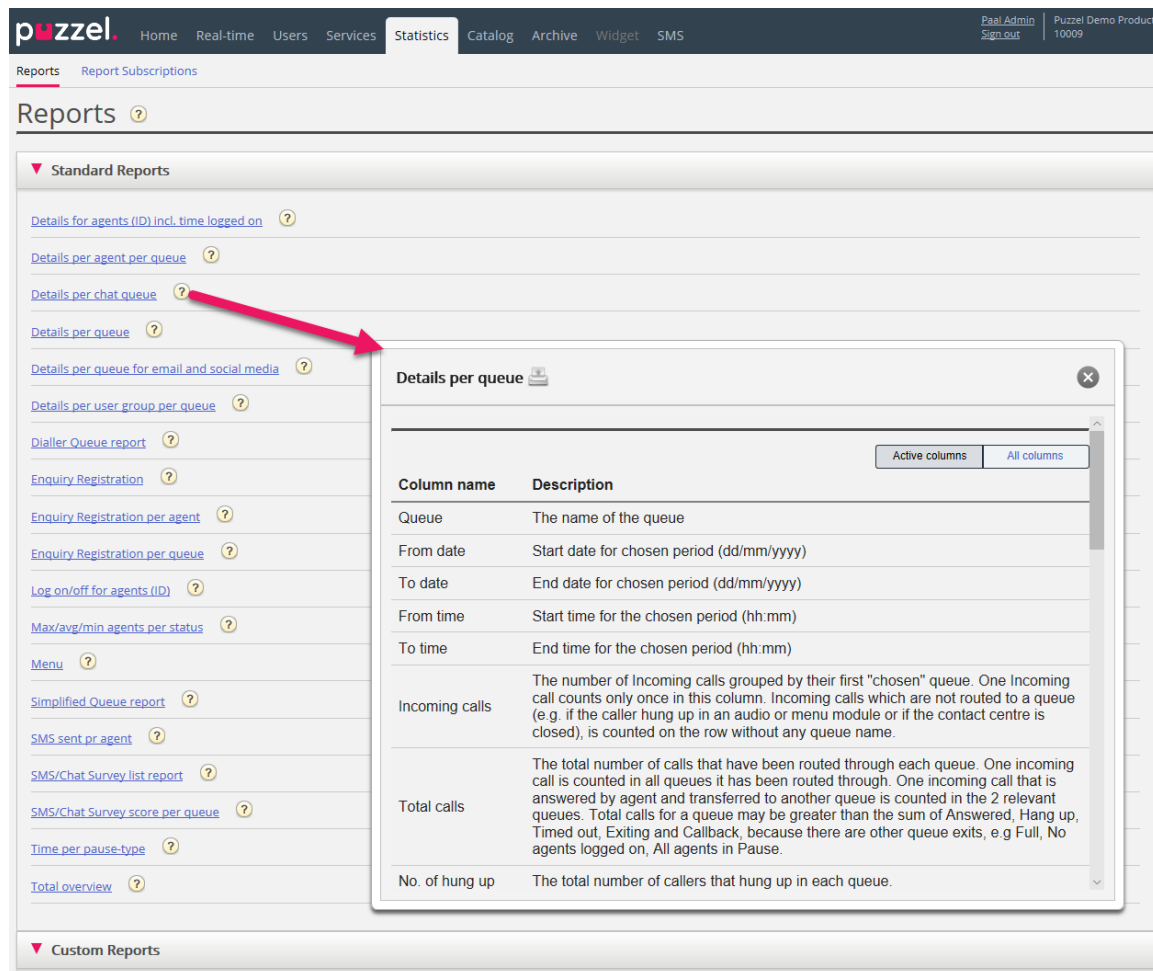 puzzel.
Home Real-time Users Services Statistics Catalog Archive Widget SMS
Paal Admin
Sign out
Puzzel Demo Product
10009
Reports Report Subscriptions
Reports ?
Standard Reports
Details for agents (ID) incl. time logged on ?
Details per agent per queue ?
Details per chat queue ?
Details per queue ?
Details per queue for email and social media ?
Details per user group per queue ?
Dialler Queue report ?
Enquiry Registration ?
Enquiry Registration per agent ?
Enquiry Registration per queue ?
Log on/off for agents (ID) ?
Max/avg/min agents per status ?
Menu ?
Simplified Queue report ?
SMS sent pr agent ?
SMS/Chat Survey list report ?
SMS/Chat Survey score per queue ?
Time per pause-type ?
Total overview ?
Details per queue
Active columns All columns
Column name Description
Queue The name of the queue
From date Start date for chosen period (dd/mm/yyyy)
To date End date for chosen period (dd/mm/yyyy)
From time Start time for the chosen period (hh:mm)
To time End time for the chosen period (hh:mm)
Incoming calls
The number of Incoming calls grouped by their first "chosen" queue. One Incoming
call counts only once in this column. Incoming calls which are not routed to a queue
(e.g. if the caller hung up in an audio or menu module or if the contact centre is
closed), is counted on the row without any queue name.
Total calls
The total number of calls that have been routed through each queue. One incoming
call is counted in all queues it has been routed through. One incoming call that is
answered by agent and transferred to another queue is counted in the 2 relevant
queues. Total calls for a queue may be greater than the sum of Answered, Hang up,
Timed out, Exiting and Callback, because there are other queue exits, e.g Full, No
agents logged on, All agents in Pause.
No. of hung up The total number of callers that hung up in each queue.
Custom Reports